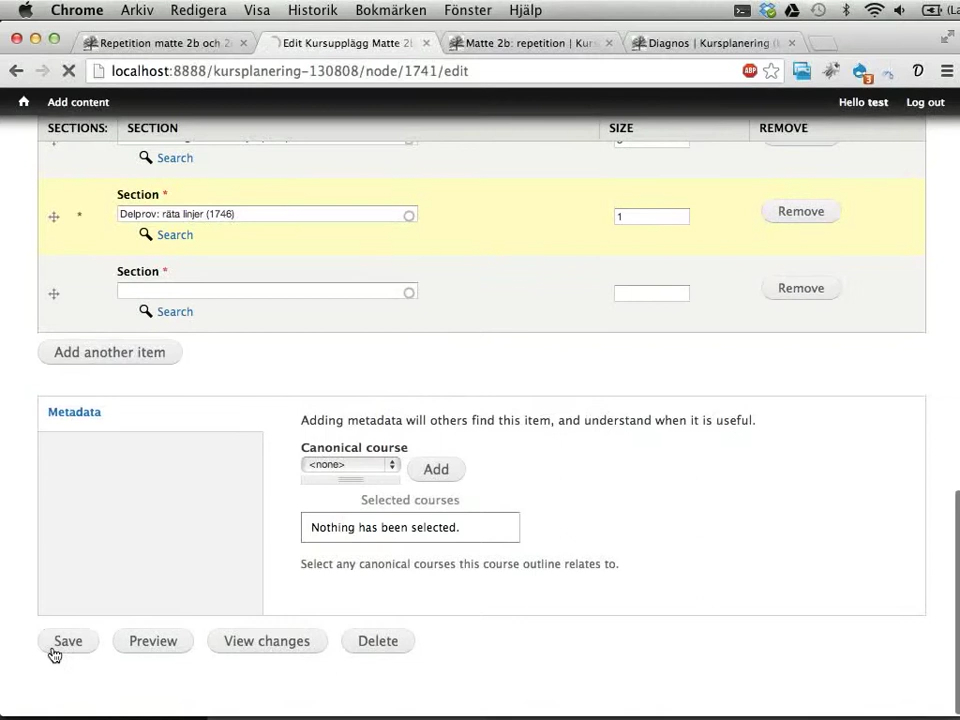 Chrome Arkiv Redigera Visa Historik Bokmärken Fönster Hjälp
Repetition matte 2b och 2 Edit Kursupplägg Matte 2 Matte 2b: repetition | Kurs Diagnos | Kursplanering (
localhost:8888/kursplanering-130808/node/1741/edit
ABP 3
Add content Hello test Log out
SECTIONS: SECTION SIZE REMOVE
Search
Section *
Delprov: räta linjer (1746) 1 Remove
Search
Section *
Remove
Search
Add another item
Metadata
Adding metadata will others find this item, and understand when it is useful.
Canonical course
<none> Add
Selected courses
Nothing has been selected.
Select any canonical courses this course outline relates to.
Save Preview View changes Delete